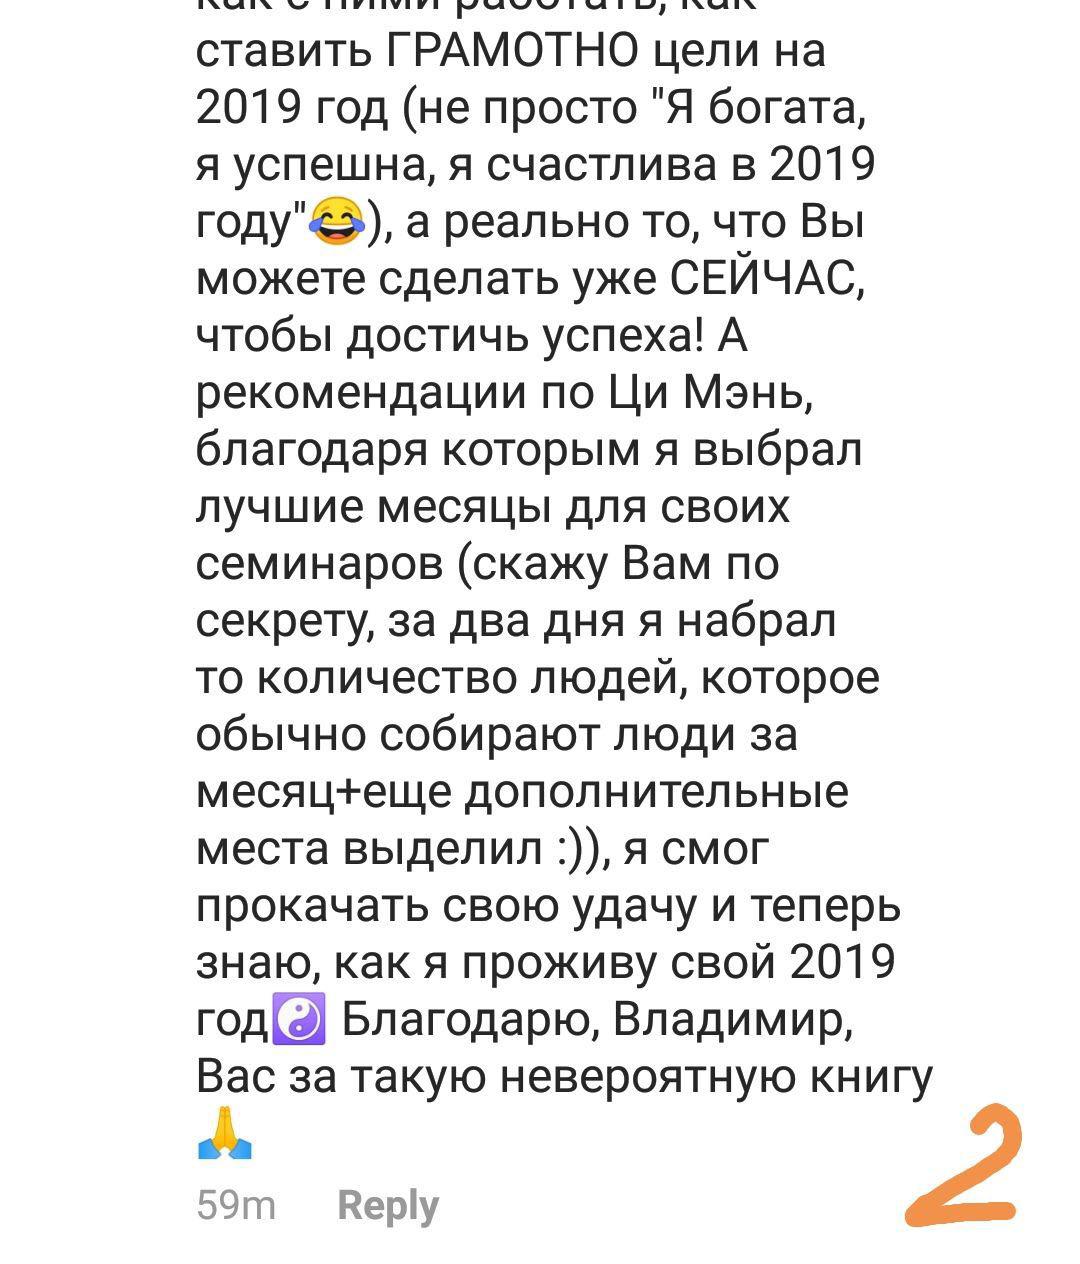 как с ними работать, как
ставить ГРАМОТНО цели на
2019 год (не просто "Я богата,
я успешна, я счастлива в 2019
году"😂), а реально то, что Вы
можете сделать уже СЕЙЧАС,
чтобы достичь успеха! А
рекомендации по Ци Мэнь,
благодаря которым я выбрал
лучшие месяцы для своих
семинаров (скажу Вам по
секрету, за два дня я набрал
то количество людей, которое
обычно собирают люди за
месяц+еще дополнительные
места выделил :)), я смог
прокачать свою удачу и теперь
знаю, как я проживу свой 2019
год☯️ Благодарю, Владимир,
Вас за такую невероятную книгу
🙏
59m Reply
2